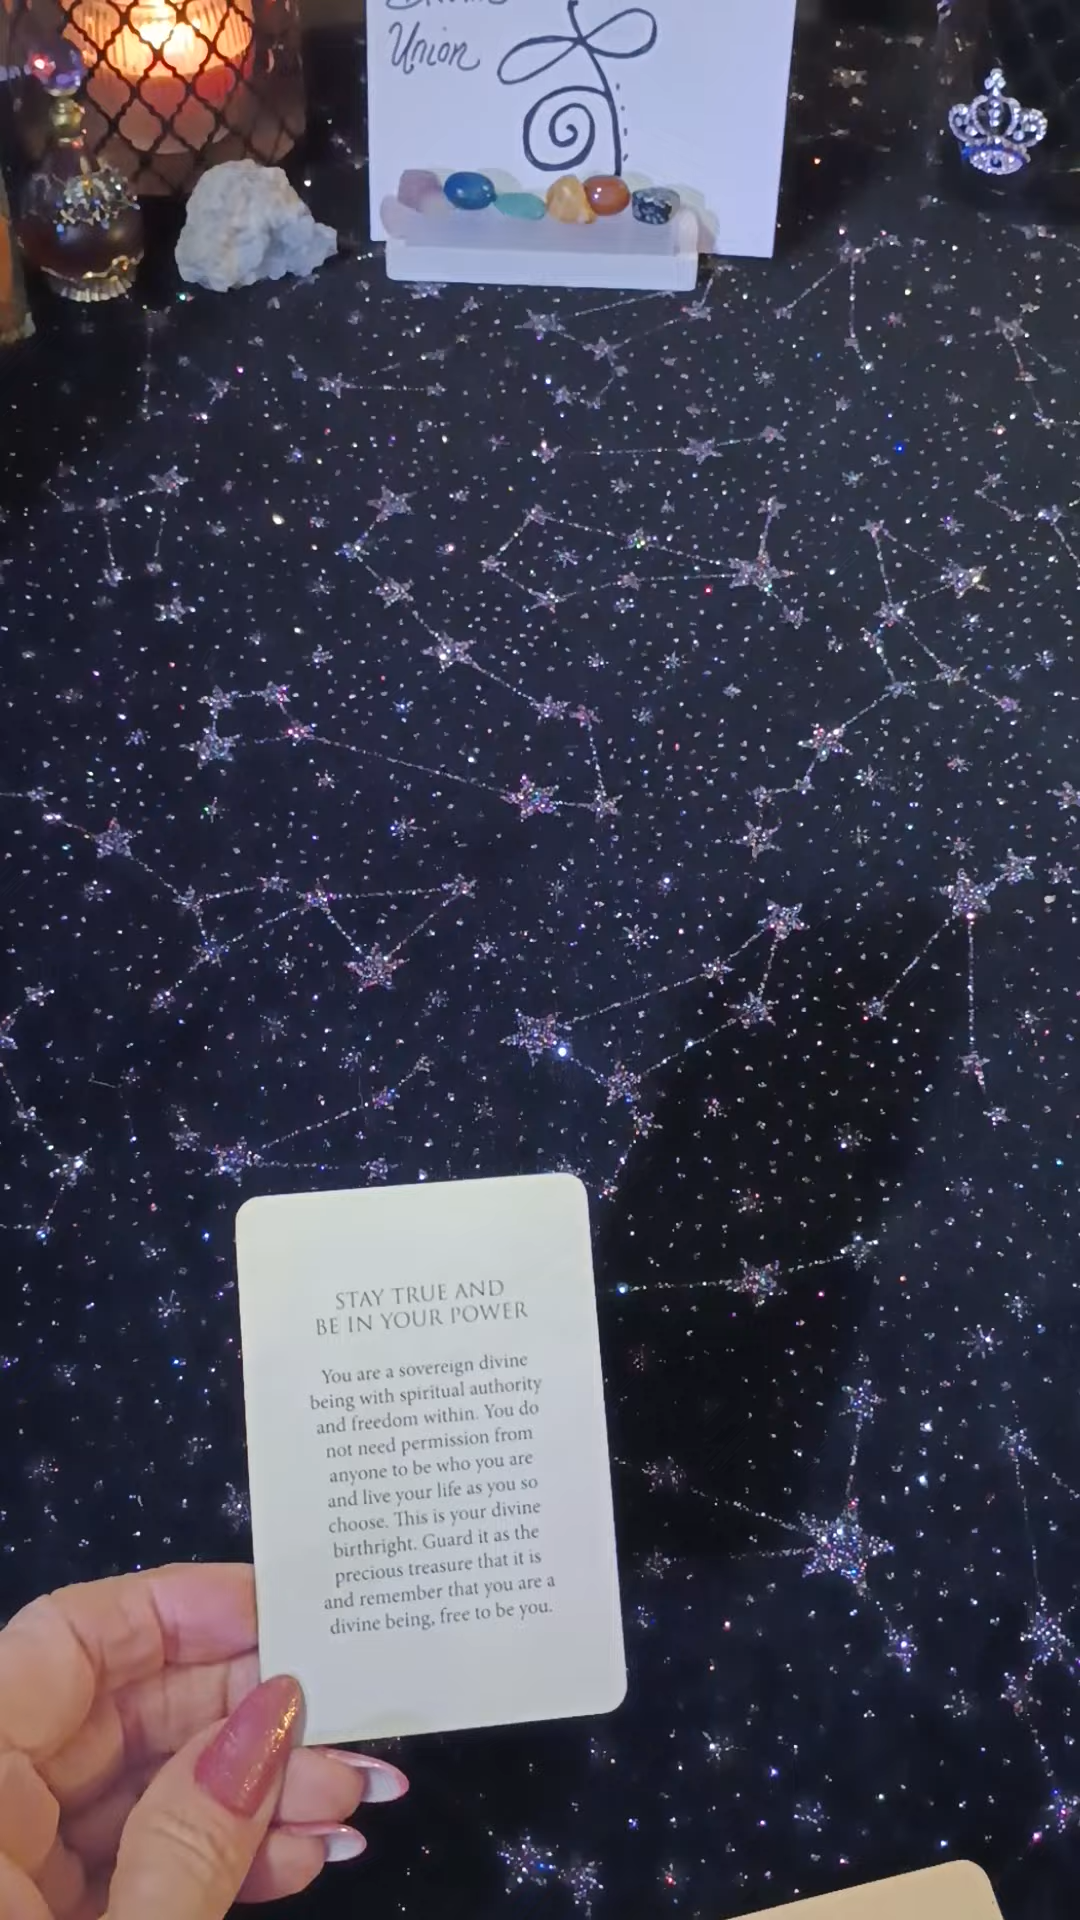 Union
STAY TRUE AND
BE IN YOUR POWER
You are a sovereign divine
being with spiritual authority
and freedom within. You do
not need permission from
anyone to be who you are
and live your life as you so
choose. This is your divine
birthright. Guard it as the
precious treasure that it is
and remember that you are a
divine being, free to be you.